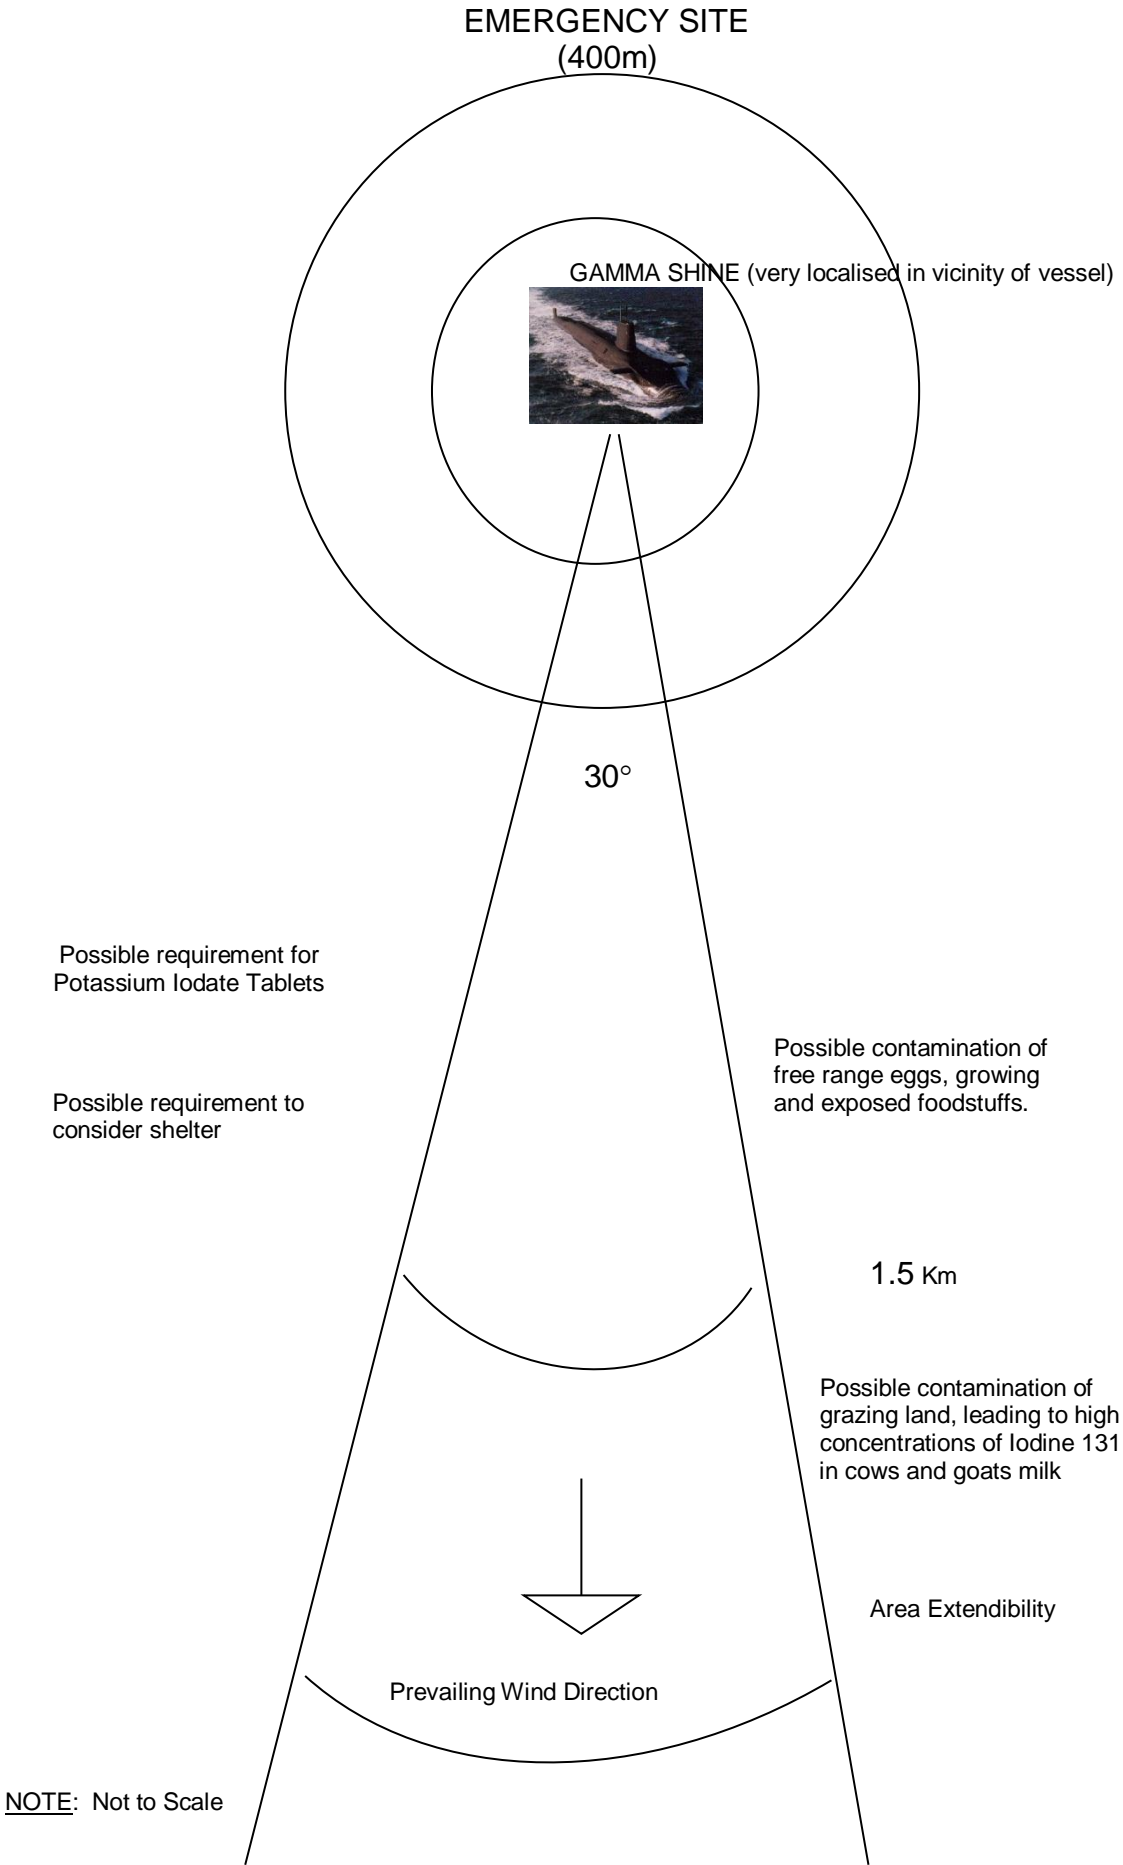 EMERGENCY SITE
(400m)
GAMMA SHINE (very localised in vicinity of vessel)
30°
Possible requirement for
Potassium Iodate Tablets
Possible contamination of
free range eggs, growing
and exposed foodstuffs.
Possible requirement to
consider shelter
1.5 Km
Possible contamination of
grazing land, leading to high
concentrations of Iodine 131
in cows and goats milk
Area Extendibility
Prevailing Wind Direction
NOTE: Not to Scale